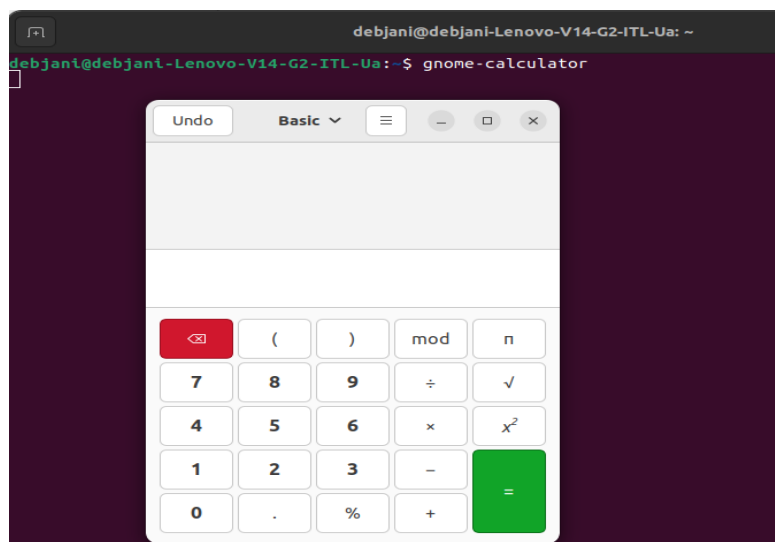 debjani@debjani-Lenovo-V14-G2-ITL-Ua: ~
debjani@debjani-Lenovo-V14-G2-ITL-Ua:~$ gnome-calculator
Undo Basic
( ) mod π
7 8 9 ÷ √
4 5 6 × x²
1 2 3 − =
0 . % +